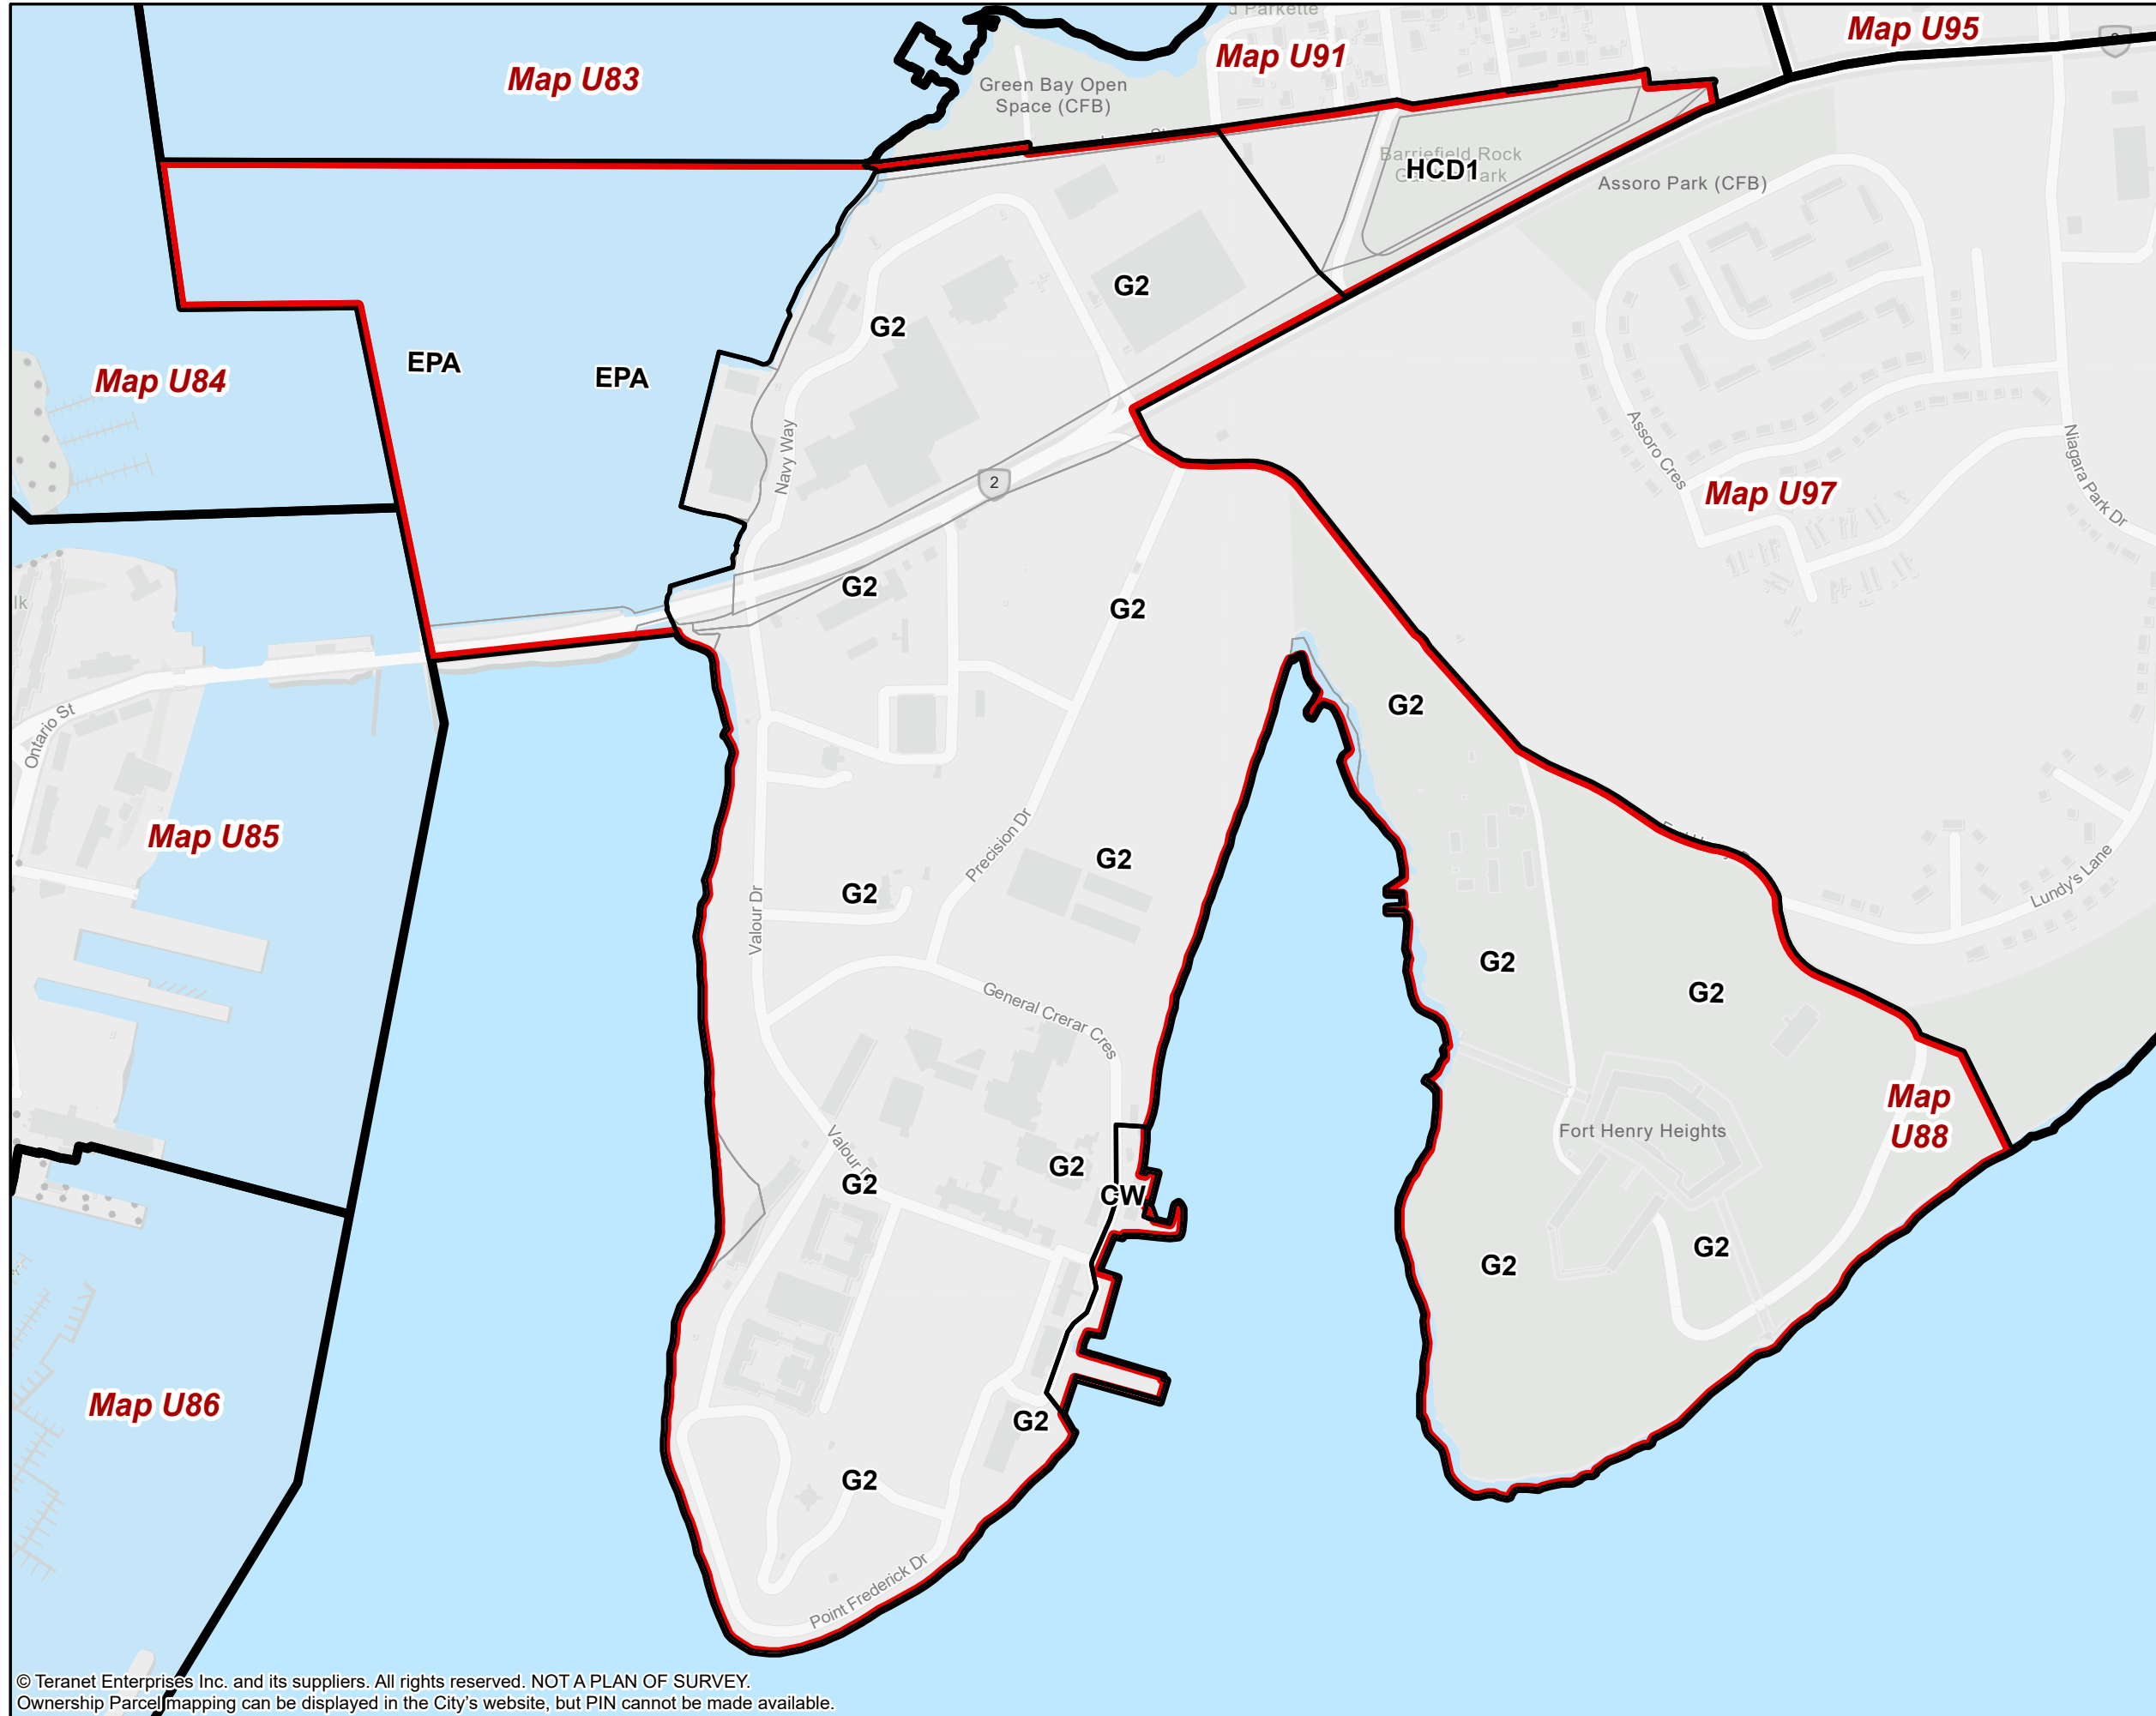 Parkette
Map U91
Map U95
Map U83
Green Bay Open
Space (CFB)
Barriefield Rock
HCD1
Park
Assoro Park (CFB)
G2
G2
EPA
EPA
Map U84
Navy Way
2
Assoro Cres
Map U97
Niagara Park Dr
lk
G2
G2
Ontario St
G2
Map U85
Precision Dr
G2
G2
Valour Dr
Lundy's Lane
G2
G2
General Crerar Cres
Map
U88
Fort Henry Heights
Valour D
G2
G2
CW
G2
G2
Map U86
G2
G2
Point Frederick Dr
© Teranet Enterprises Inc. and its suppliers. All rights reserved. NOT A PLAN OF SURVEY.
Ownership Parcel mapping can be displayed in the City's website, but PIN cannot be made available.